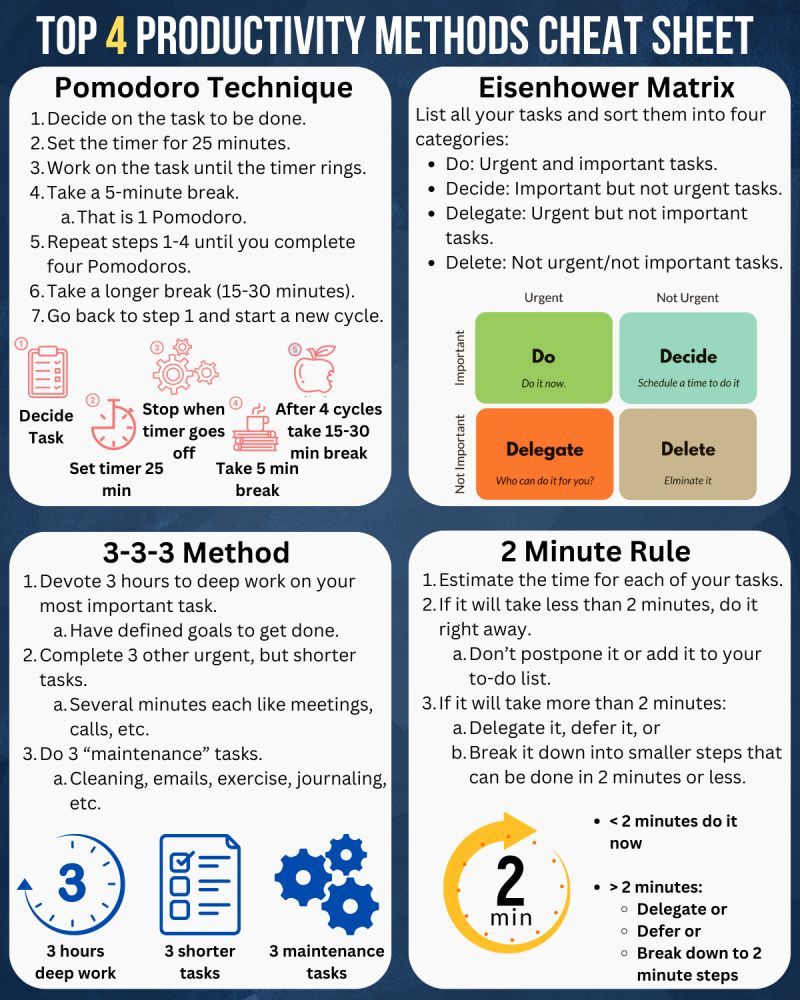 TOP 4 PRODUCTIVITY METHODS CHEAT SHEET
Pomodoro Technique
1. Decide on the task to be done.
2. Set the timer for 25 minutes.
3. Work on the task until the timer rings.
4. Take a 5-minute break.
a. That is 1 Pomodoro.
5. Repeat steps 1-4 until you complete
four Pomodoros.
6. Take a longer break (15-30 minutes).
7. Go back to step 1 and start a new cycle.
1
Decide
Task
2
Set timer 25
min
3
Stop when
timer goes
off
4
Take 5 min
break
5
After 4 cycles
take 15-30
min break
Eisenhower Matrix
List all your tasks and sort them into four
categories:
• Do: Urgent and important tasks.
• Decide: Important but not urgent tasks.
• Delegate: Urgent but not important
tasks.
• Delete: Not urgent/not important tasks.
Urgent
Not Urgent
Important
Do
Do it now.
Decide
Schedule a time to do it
Not Important
Delegate
Who can do it for you?
Delete
Elminate it
3-3-3 Method
1. Devote 3 hours to deep work on your
most important task.
a. Have defined goals to get done.
2. Complete 3 other urgent, but shorter
tasks.
a. Several minutes each like meetings,
calls, etc.
3. Do 3 “maintenance” tasks.
a. Cleaning, emails, exercise, journaling,
etc.
3
3 hours
deep work
3 shorter
tasks
3 maintenance
tasks
2 Minute Rule
1. Estimate the time for each of your tasks.
2. If it will take less than 2 minutes, do it
right away.
a. Don’t postpone it or add it to your
to-do list.
3. If it will take more than 2 minutes:
a. Delegate it, defer it, or
b. Break it down into smaller steps that
can be done in 2 minutes or less.
2
min
• < 2 minutes do it
now
• > 2 minutes:
◦ Delegate or
◦ Defer or
◦ Break down to 2
minute steps